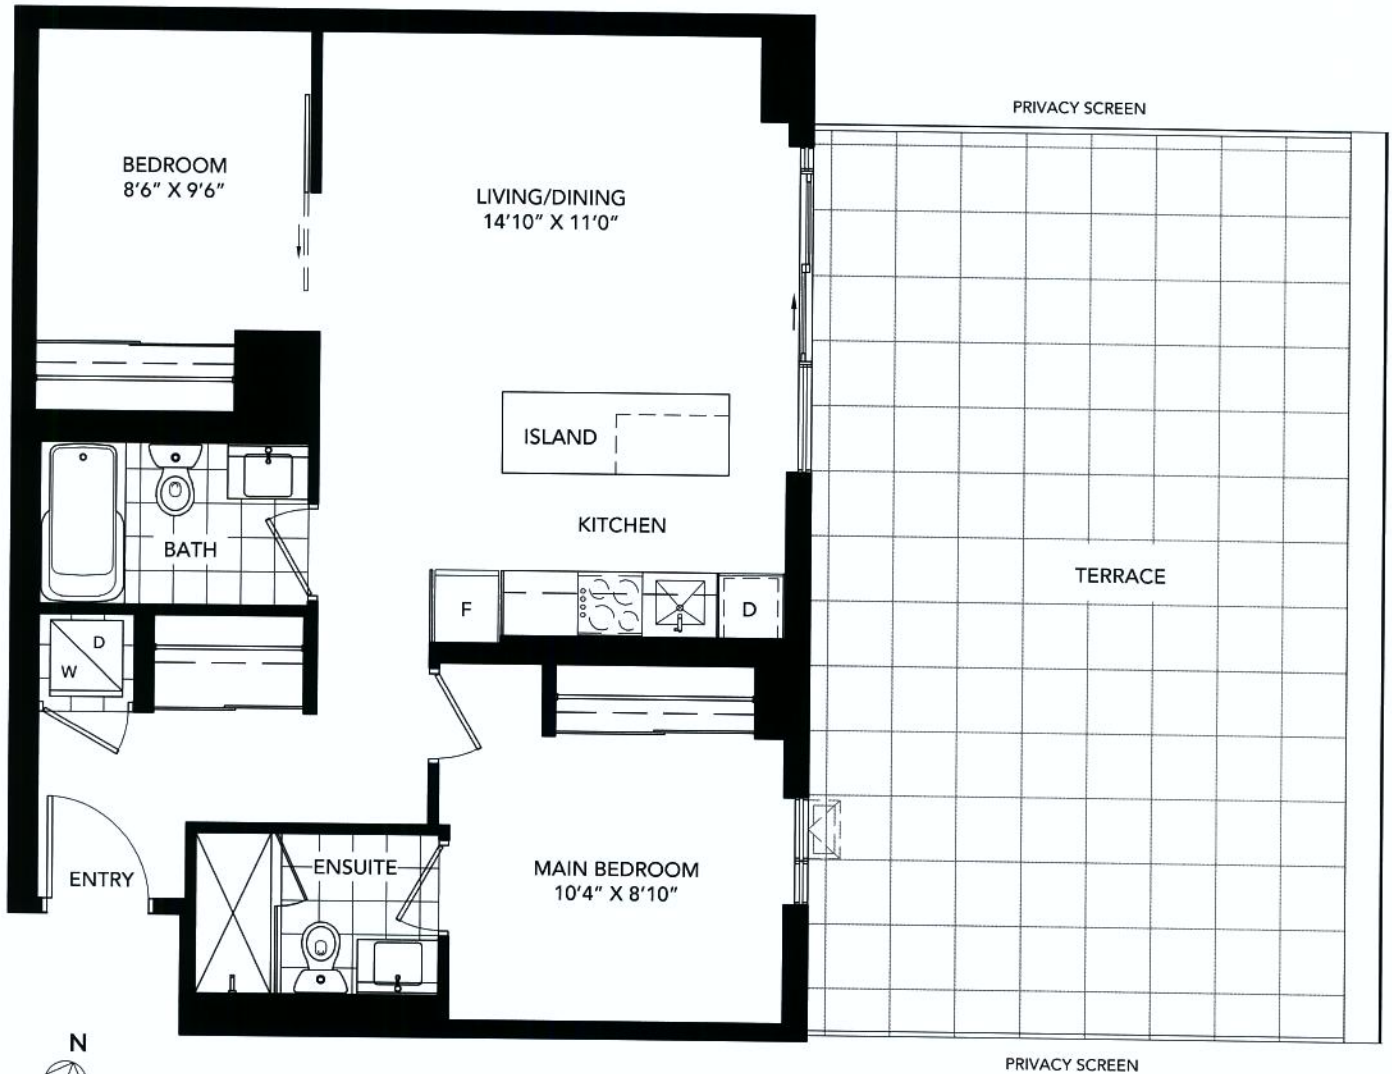 PRIVACY SCREEN
BEDROOM
8'6" X 9'6"
LIVING/DINING
14'10" X 11'0"
ISLAND
KITCHEN
BATH
TERRACE
F
D
D
W
ENSUITE
MAIN BEDROOM
10'4" X 8'10"
ENTRY
N
PRIVACY SCREEN